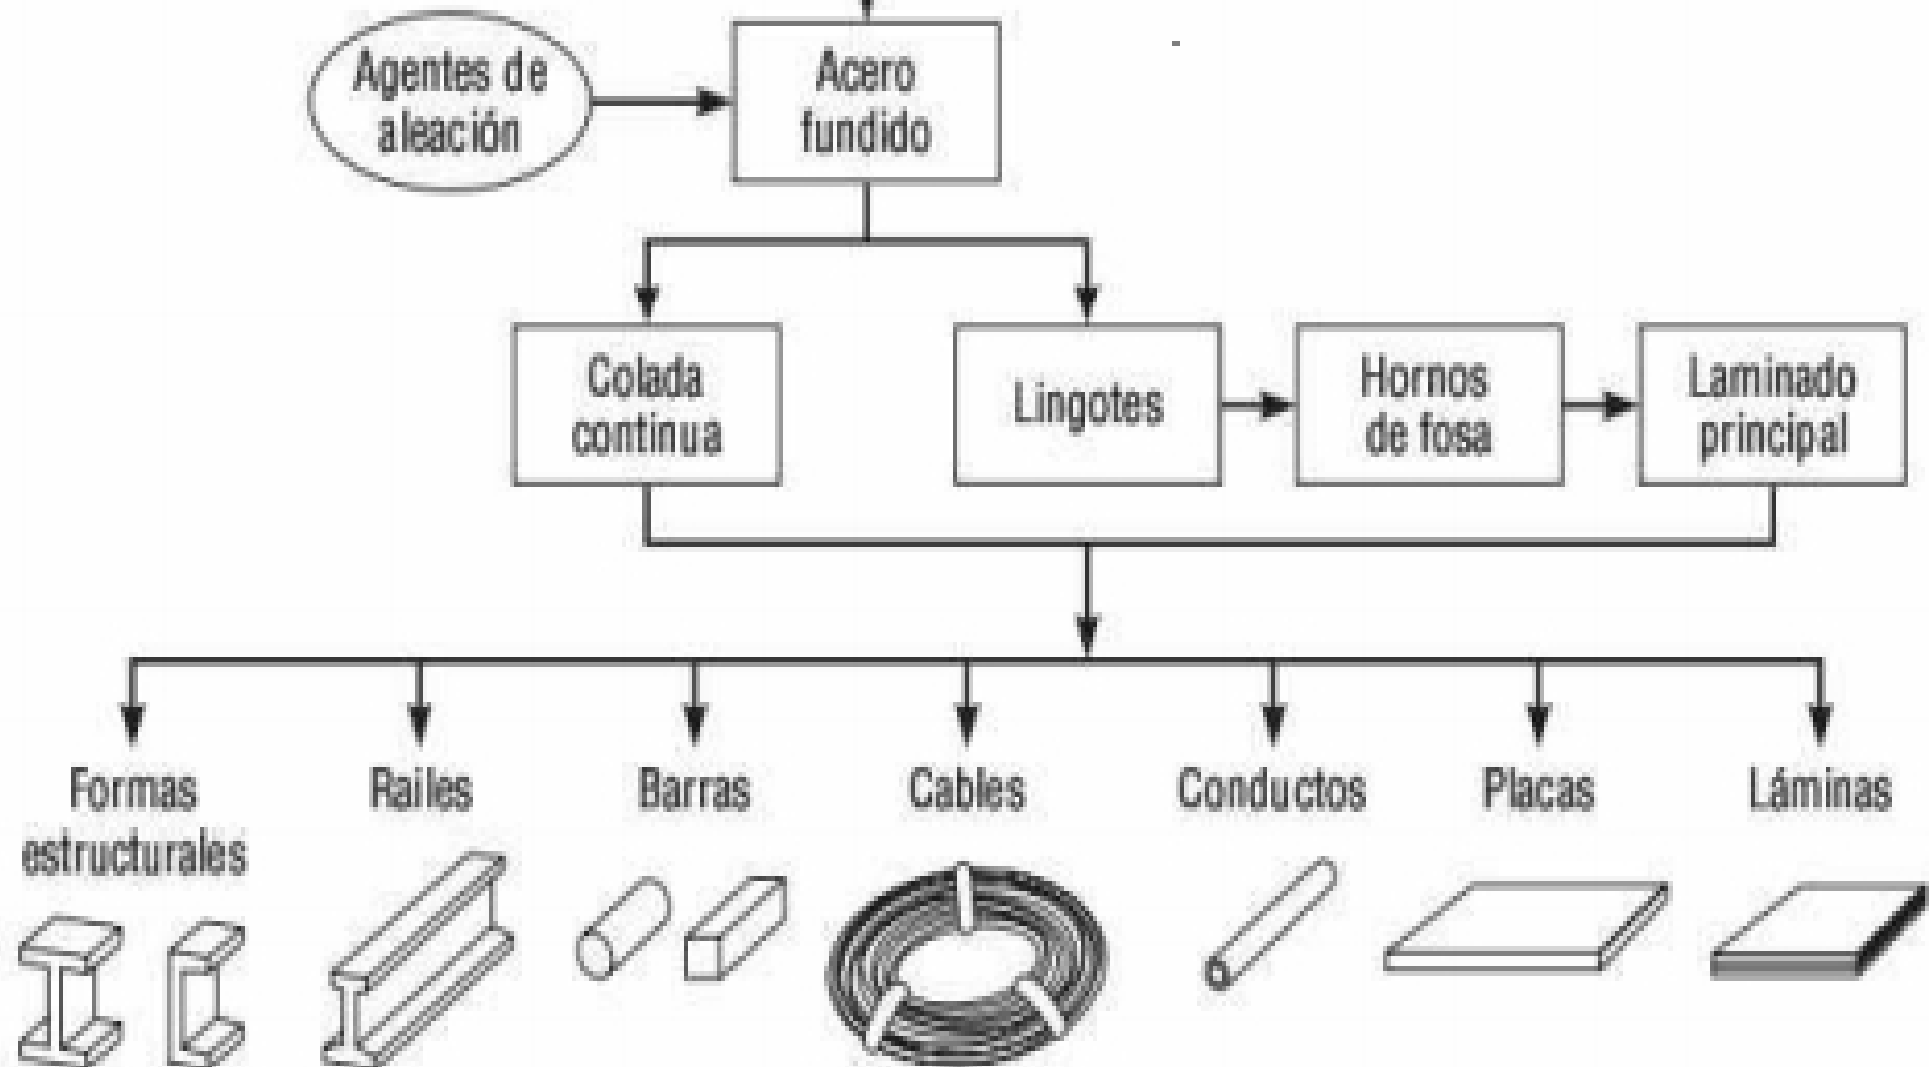 Agentes de
aleación
Acero
fundido
Colada
continua
Lingotes
Hornos
de fosa
Laminado
principal
Formas
estructurales
Railes
Barras
Cables
Conductos
Placas
Láminas